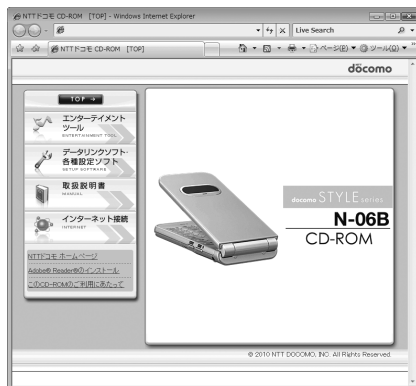 NTTドコモ CD-ROM [TOP] - Windows Internet Explorer
Live Search
NTTドコモ CD-ROM [TOP]
ページ(P)
ツール(O)
döcomo
TOP →
エンターテイメント
ツール
ENTERTAINMENT TOOL
データリンクソフト・
各種設定ソフト
SETUP SOFTWARE
取扱説明書
MANUAL
インターネット接続
INTERNET
NTTドコモ ホームページ
Adobe® Reader®のインストール
このCD-ROMのご利用にあたって
docomo STYLE series
N-06B
CD-ROM
© 2010 NTT DOCOMO, INC. All Rights Reserved.